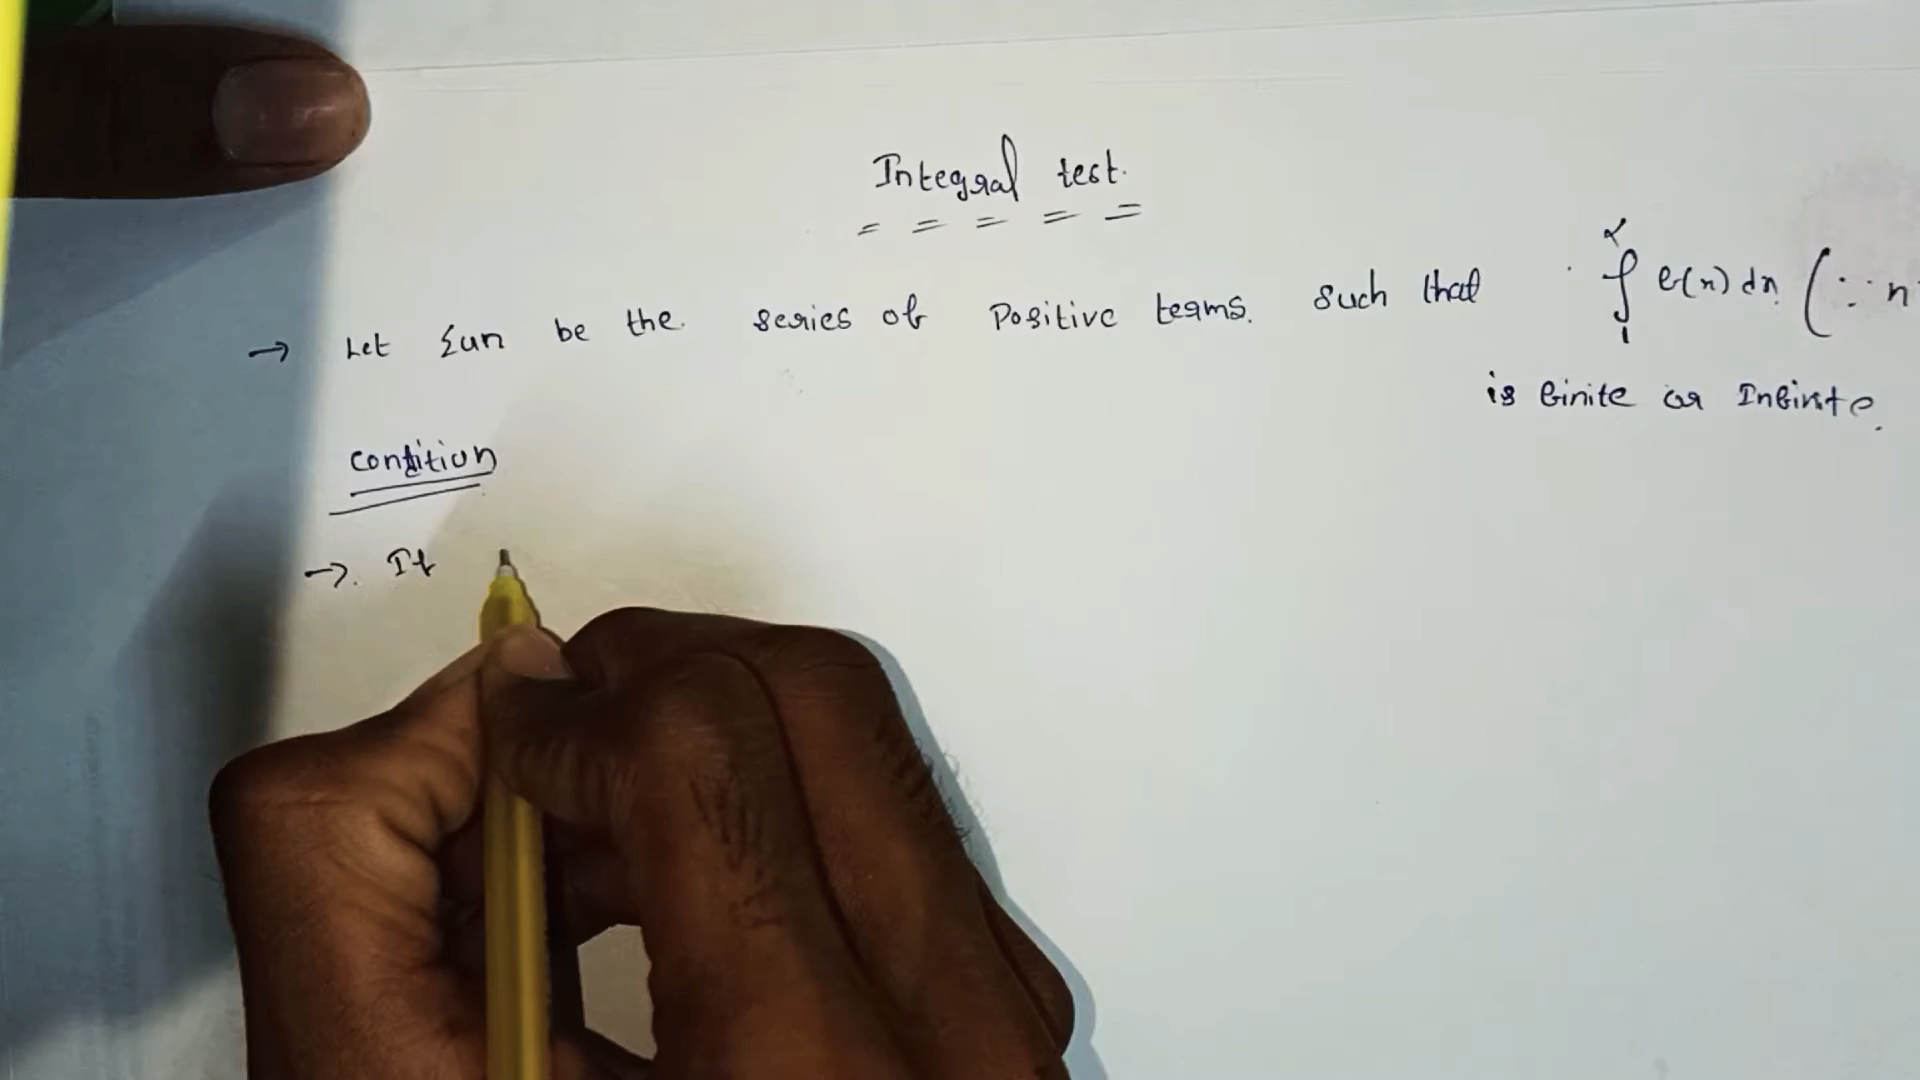 Integral test.
→ Let Σun be the series of Positive terms. such that ∫₁^∝ f(n) dn (∵ n
is finite or Infinite.
condition
→. If